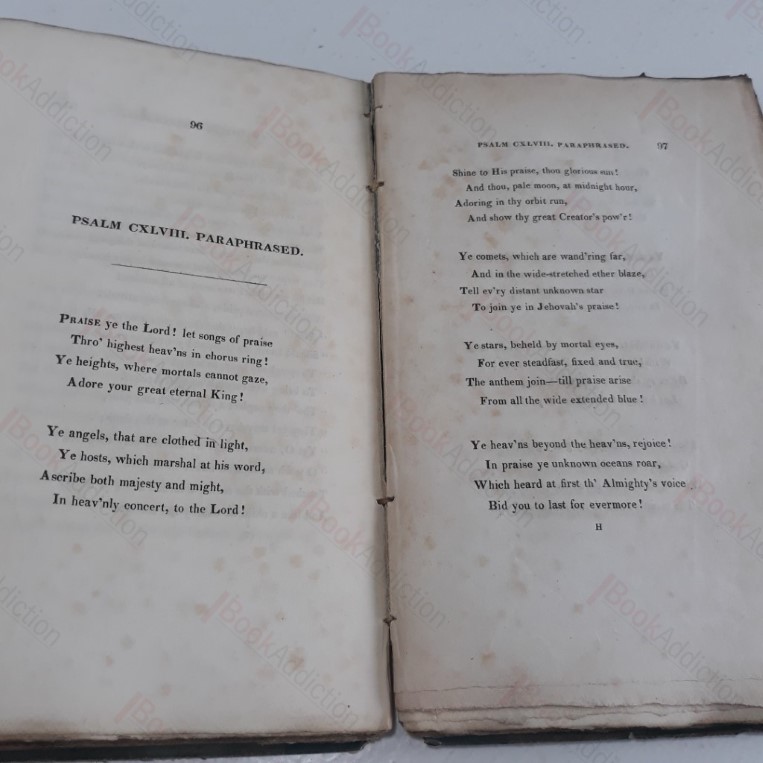 96
PSALM CXLVIII. PARAPHRASED.
PRAISE ye the Lord! let songs of praise
Thro' highest heav'ns in chorus ring!
Ye heights, where mortals cannot gaze,
Adore your great eternal King!
Ye angels, that are clothed in light,
Ye hosts, which marshal at his word,
Ascribe both majesty and might,
In heav'nly concert, to the Lord!
PSALM CXLVIII. PARAPHRASED. 97
Shine to His praise, thou glorious sun!
And thou, pale moon, at midnight hour,
Adoring in thy orbit run,
And show thy great Creator's pow'r!
Ye comets, which are wand'ring far,
And in the wide-stretched ether blaze,
Tell ev'ry distant unknown star
To join ye in Jehovah's praise!
Ye stars, beheld by mortal eyes,
For ever steadfast, fixed and true,
The anthem join—till praise arise
From all the wide extended blue!
Ye heav'ns beyond the heav'ns, rejoice!
In praise ye unknown oceans roar,
Which heard at first th' Almighty's voice
Bid you to last for evermore!
H
BookAddiction